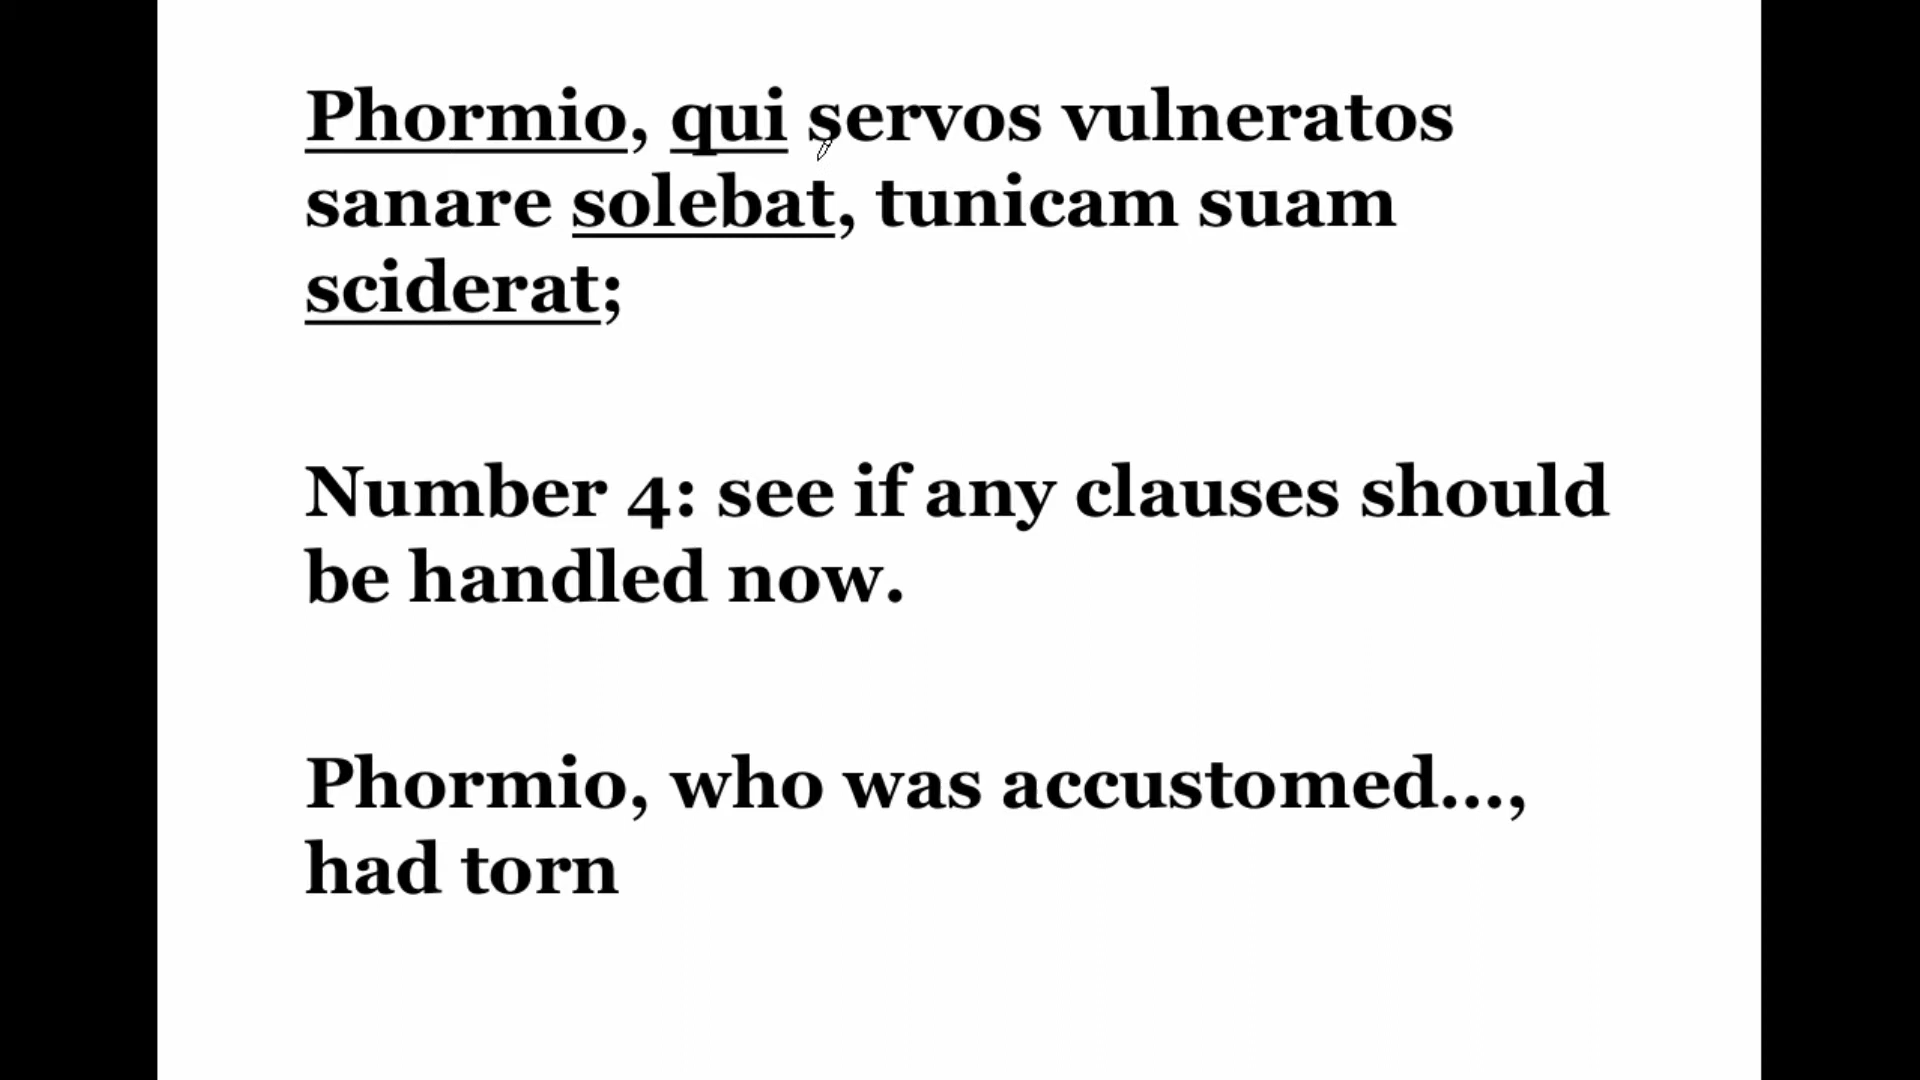 Phormio, qui servos vulneratos
sanare solebat, tunicam suam
sciderat;
Number 4: see if any clauses should
be handled now.
Phormio, who was accustomed...,
had torn